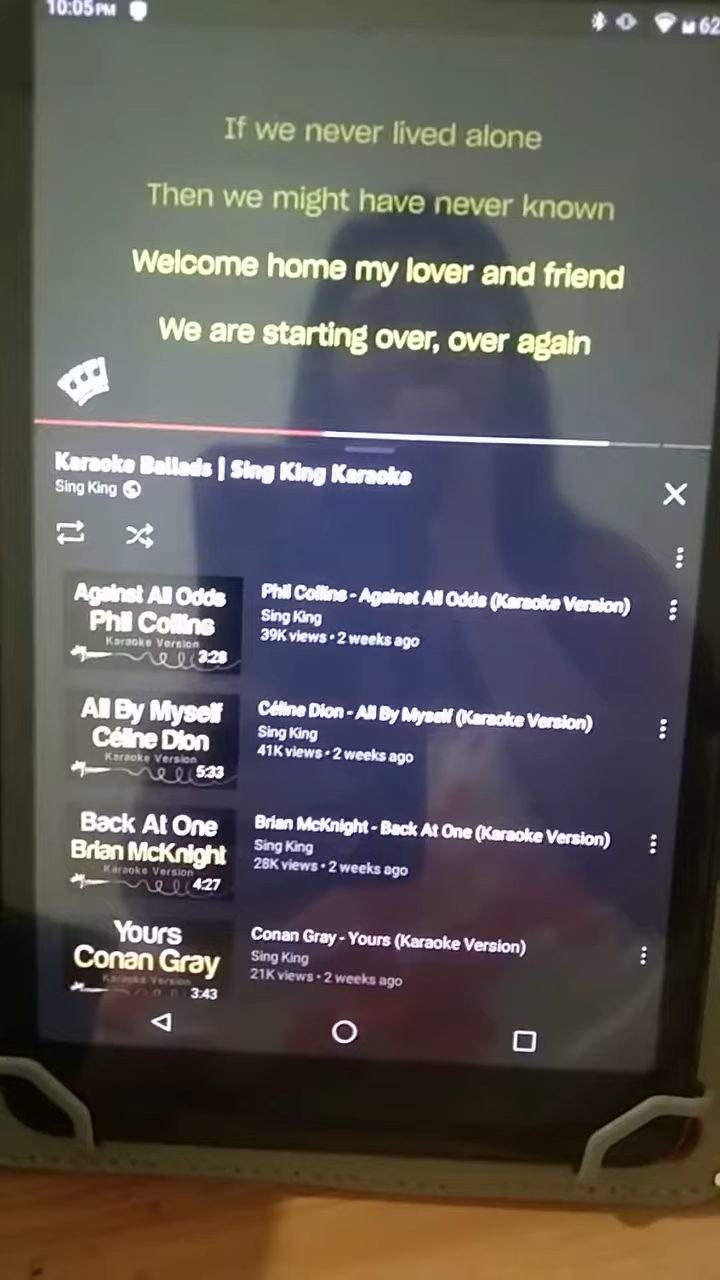 10:05 PM
62
If we never lived alone
Then we might have never known
Welcome home my lover and friend
We are starting over, over again
Karaoke Ballads | Sing King Karaoke
Sing King
Against All Odds
Phil Collins
Karaoke Version
3:28
Phil Collins - Against All Odds (Karaoke Version)
Sing King
39K views • 2 weeks ago
All By Myself
Céline Dion
Karaoke Version
5:33
Céline Dion - All By Myself (Karaoke Version)
Sing King
41K views • 2 weeks ago
Back At One
Brian McKnight
Karaoke Version
4:27
Brian McKnight - Back At One (Karaoke Version)
Sing King
28K views • 2 weeks ago
Yours
Conan Gray
Karaoke Version
3:43
Conan Gray - Yours (Karaoke Version)
Sing King
21K views • 2 weeks ago